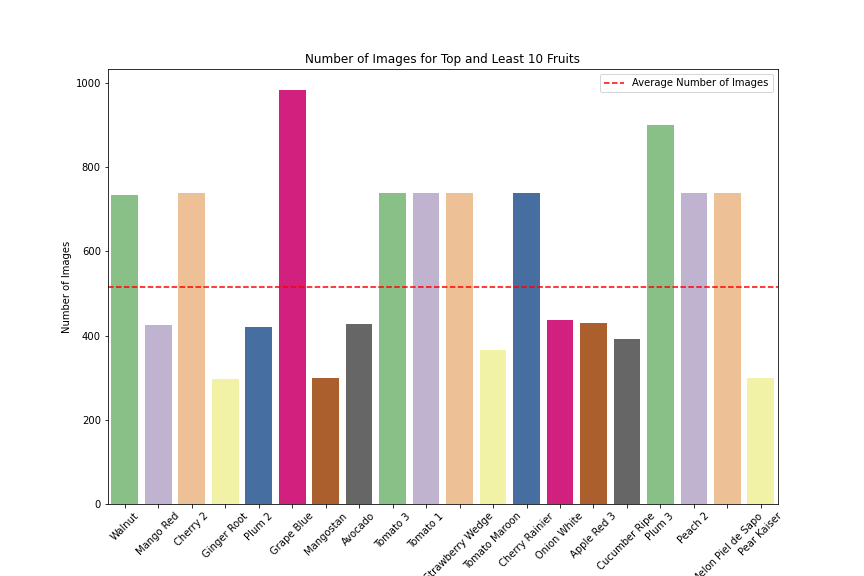 Number of Images for Top and Least 10 Fruits
Average Number of Images
Number of Images
1000
800
600
400
200
0
Walnut
Mango Red
Cherry 2
Ginger Root
Plum 2
Grape Blue
Mangostan
Avocado
Tomato 3
Tomato 1
Strawberry Wedge
Tomato Maroon
Cherry Rainier
Onion White
Apple Red 3
Cucumber Ripe
Plum 3
Peach 2
Melon Piel de Sapo
Pear Kaiser